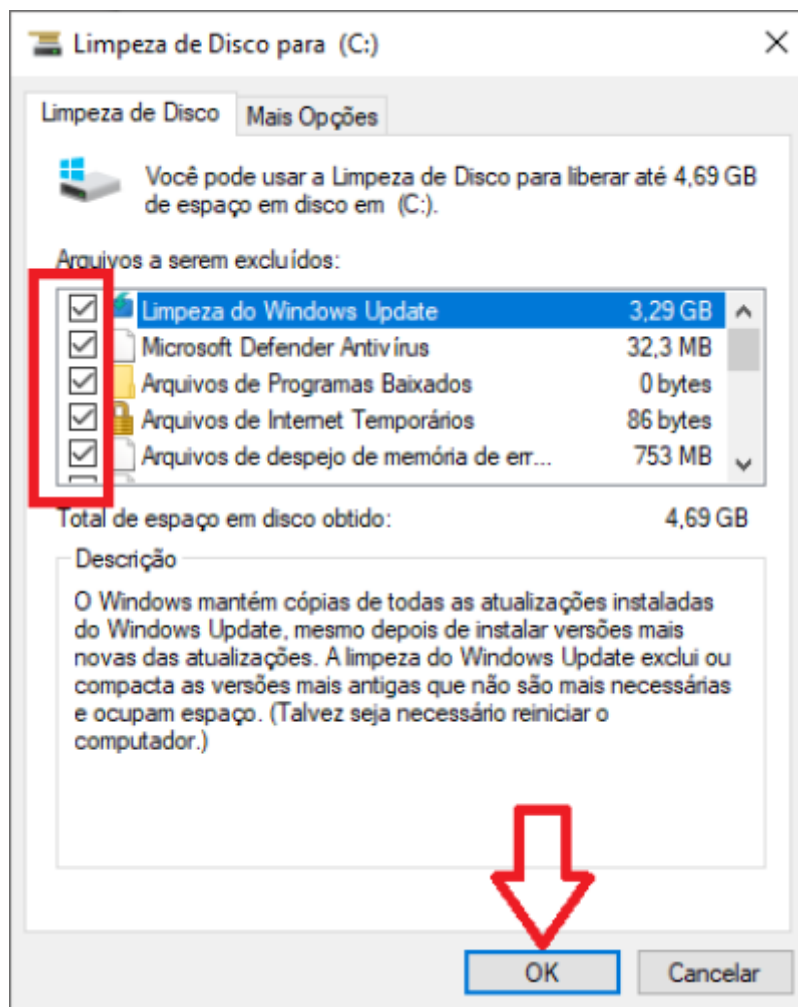 Limpeza de Disco para (C:)
Limpeza de Disco Mais Opções
Você pode usar a Limpeza de Disco para liberar até 4,69 GB
de espaço em disco em (C:).
Arquivos a serem excluídos:
Limpeza do Windows Update 3,29 GB
Microsoft Defender Antivírus 32,3 MB
Arquivos de Programas Baixados 0 bytes
Arquivos de Internet Temporários 86 bytes
Arquivos de despejo de memória de err... 753 MB
Total de espaço em disco obtido: 4,69 GB
Descrição
O Windows mantém cópias de todas as atualizações instaladas
do Windows Update, mesmo depois de instalar versões mais
novas das atualizações. A limpeza do Windows Update exclui ou
compacta as versões mais antigas que não são mais necessárias
e ocupam espaço. (Talvez seja necessário reiniciar o
computador.)
OK Cancelar